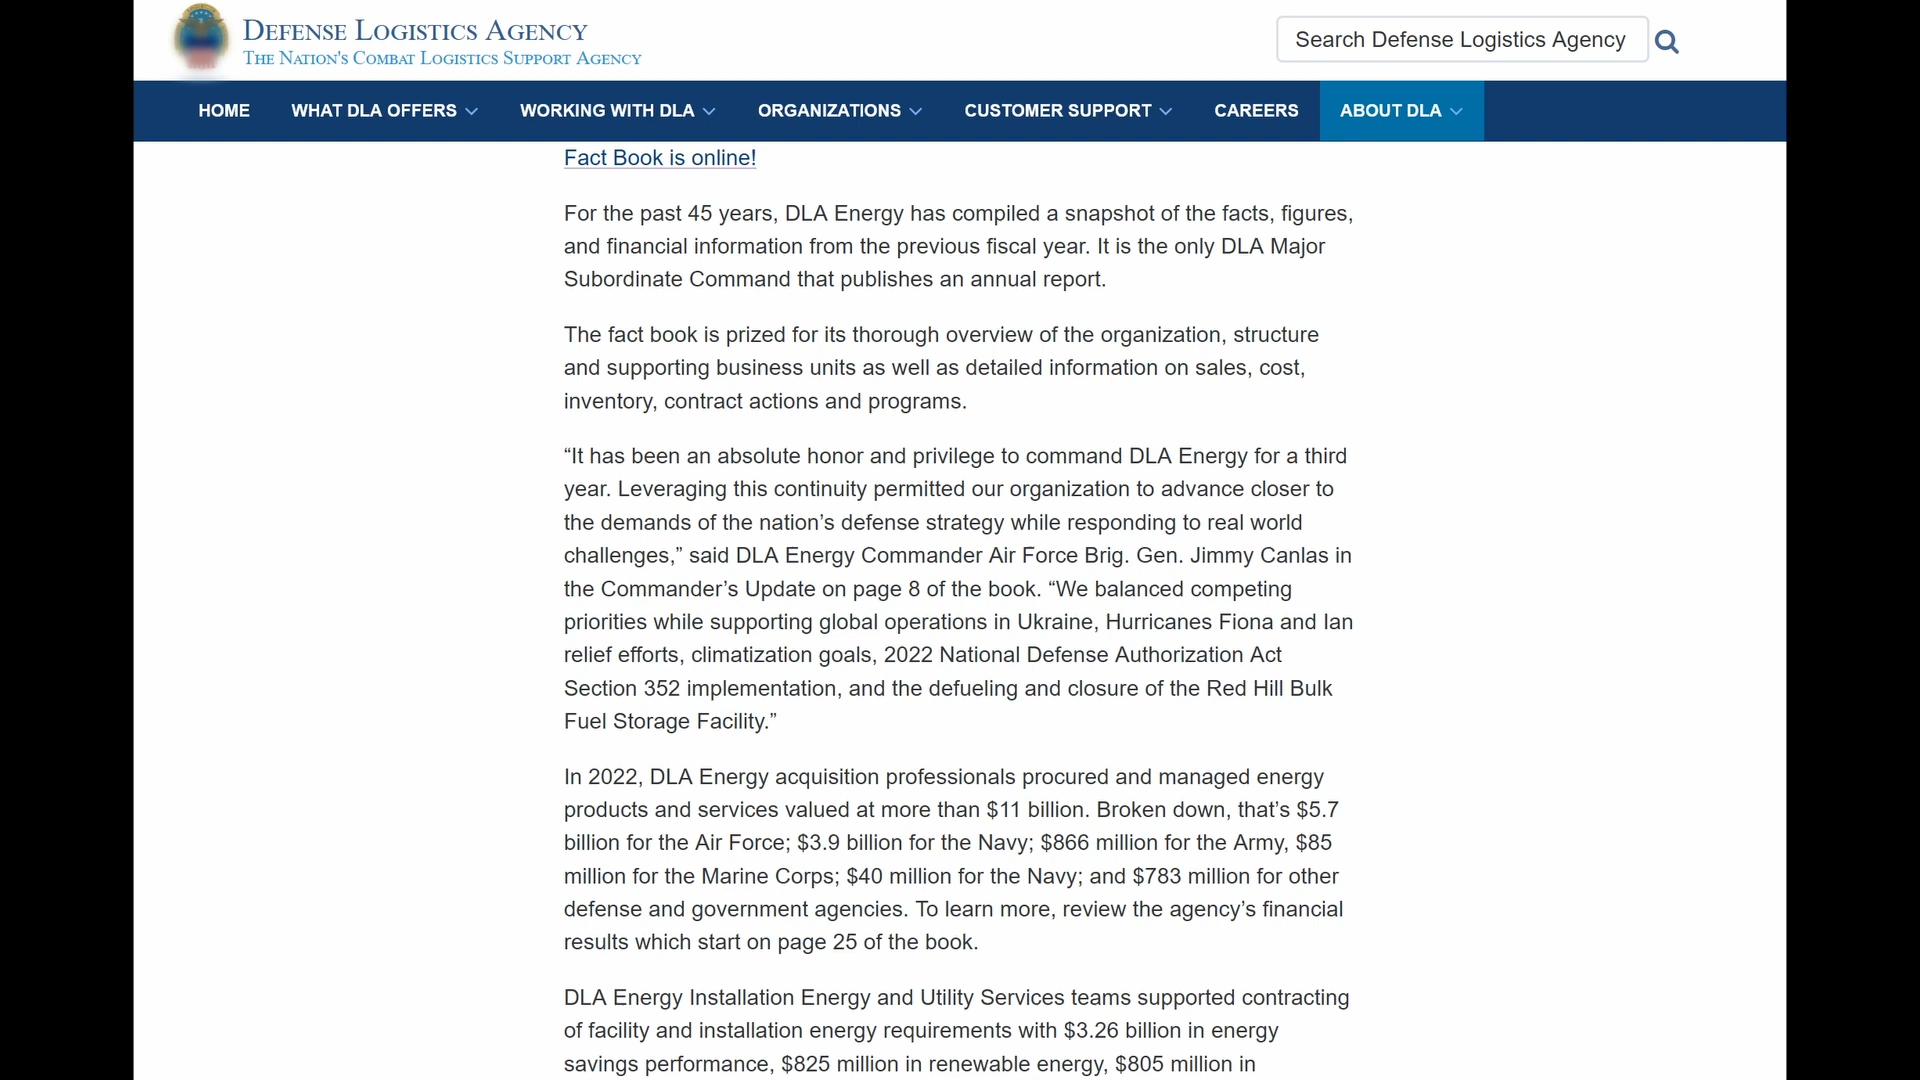 DEFENSE LOGISTICS AGENCY
THE NATION'S COMBAT LOGISTICS SUPPORT AGENCY
Search Defense Logistics Agency
HOME WHAT DLA OFFERS WORKING WITH DLA ORGANIZATIONS CUSTOMER SUPPORT CAREERS ABOUT DLA
Fact Book is online!
For the past 45 years, DLA Energy has compiled a snapshot of the facts, figures,
and financial information from the previous fiscal year. It is the only DLA Major
Subordinate Command that publishes an annual report.
The fact book is prized for its thorough overview of the organization, structure
and supporting business units as well as detailed information on sales, cost,
inventory, contract actions and programs.
“It has been an absolute honor and privilege to command DLA Energy for a third
year. Leveraging this continuity permitted our organization to advance closer to
the demands of the nation’s defense strategy while responding to real world
challenges,” said DLA Energy Commander Air Force Brig. Gen. Jimmy Canlas in
the Commander’s Update on page 8 of the book. “We balanced competing
priorities while supporting global operations in Ukraine, Hurricanes Fiona and Ian
relief efforts, climatization goals, 2022 National Defense Authorization Act
Section 352 implementation, and the defueling and closure of the Red Hill Bulk
Fuel Storage Facility.”
In 2022, DLA Energy acquisition professionals procured and managed energy
products and services valued at more than $11 billion. Broken down, that’s $5.7
billion for the Air Force; $3.9 billion for the Navy; $866 million for the Army, $85
million for the Marine Corps; $40 million for the Navy; and $783 million for other
defense and government agencies. To learn more, review the agency’s financial
results which start on page 25 of the book.
DLA Energy Installation Energy and Utility Services teams supported contracting
of facility and installation energy requirements with $3.26 billion in energy
savings performance, $825 million in renewable energy, $805 million in